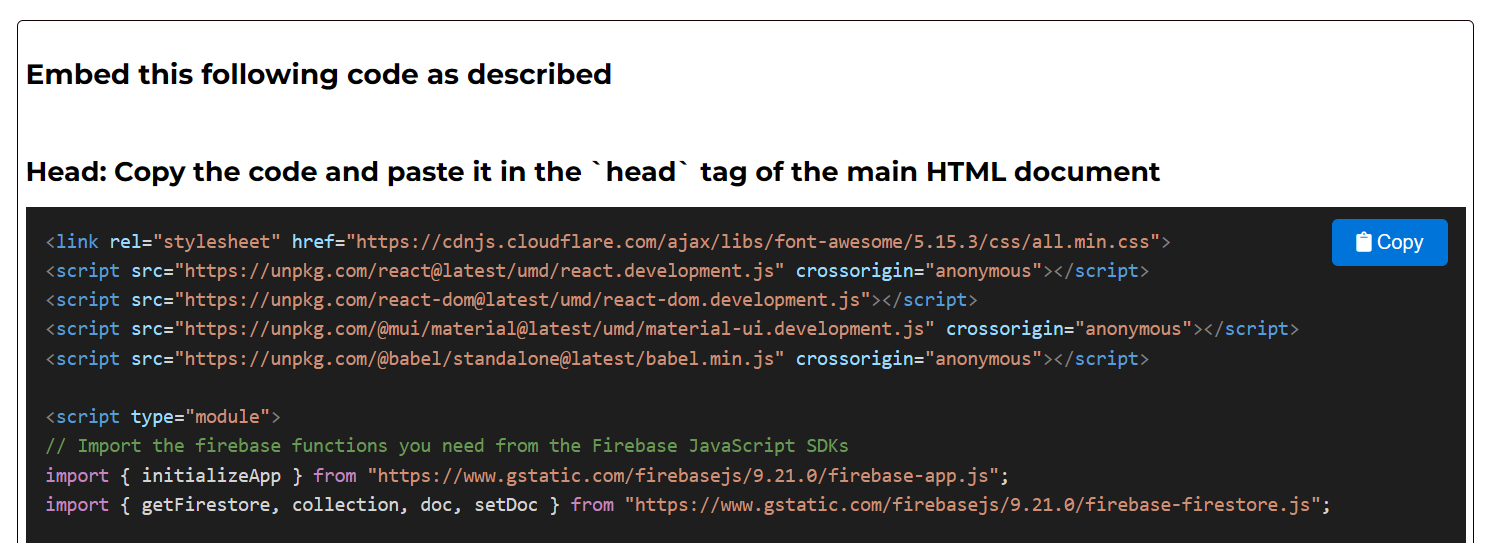 Embed this following code as described
Head: Copy the code and paste it in the `head` tag of the main HTML document
Copy
<link rel="stylesheet" href="https://cdnjs.cloudflare.com/ajax/libs/font-awesome/5.15.3/css/all.min.css">
<script src="https://unpkg.com/react@latest/umd/react.development.js" crossorigin="anonymous"></script>
<script src="https://unpkg.com/react-dom@latest/umd/react-dom.development.js"></script>
<script src="https://unpkg.com/@mui/material@latest/umd/material-ui.development.js" crossorigin="anonymous"></script>
<script src="https://unpkg.com/@babel/standalone@latest/babel.min.js" crossorigin="anonymous"></script>
<script type="module">
// Import the firebase functions you need from the Firebase JavaScript SDKs
import { initializeApp } from "https://www.gstatic.com/firebasejs/9.21.0/firebase-app.js";
import { getFirestore, collection, doc, setDoc } from "https://www.gstatic.com/firebasejs/9.21.0/firebase-firestore.js";